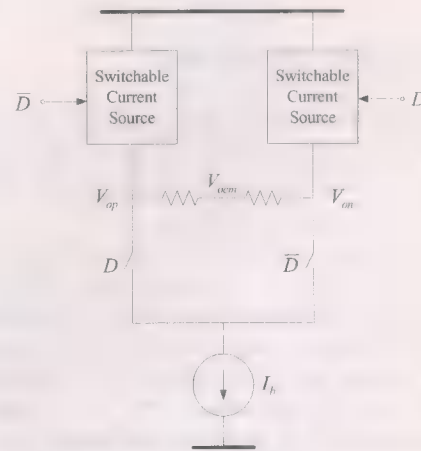 Switchable
Current
Source
Switchable
Current
Source
D̅
D
V_op
V_ocm
V_on
D
D̅
I_b